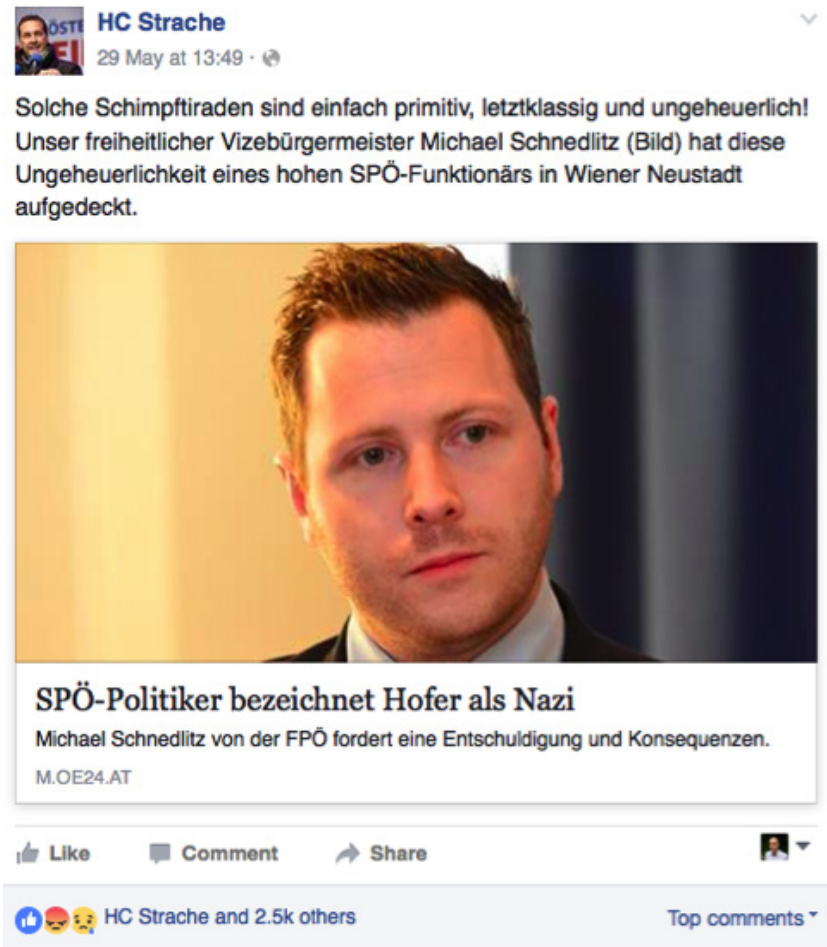 HC Strache
29 May at 13:49 ·
Solche Schimpftiraden sind einfach primitiv, letztklassig und ungeheuerlich!
Unser freiheitlicher Vizebürgermeister Michael Schnedlitz (Bild) hat diese
Ungeheuerlichkeit eines hohen SPÖ-Funktionärs in Wiener Neustadt
aufgedeckt.
SPÖ-Politiker bezeichnet Hofer als Nazi
Michael Schnedlitz von der FPÖ fordert eine Entschuldigung und Konsequenzen.
M.OE24.AT
Like Comment Share
HC Strache and 2.5k others Top comments